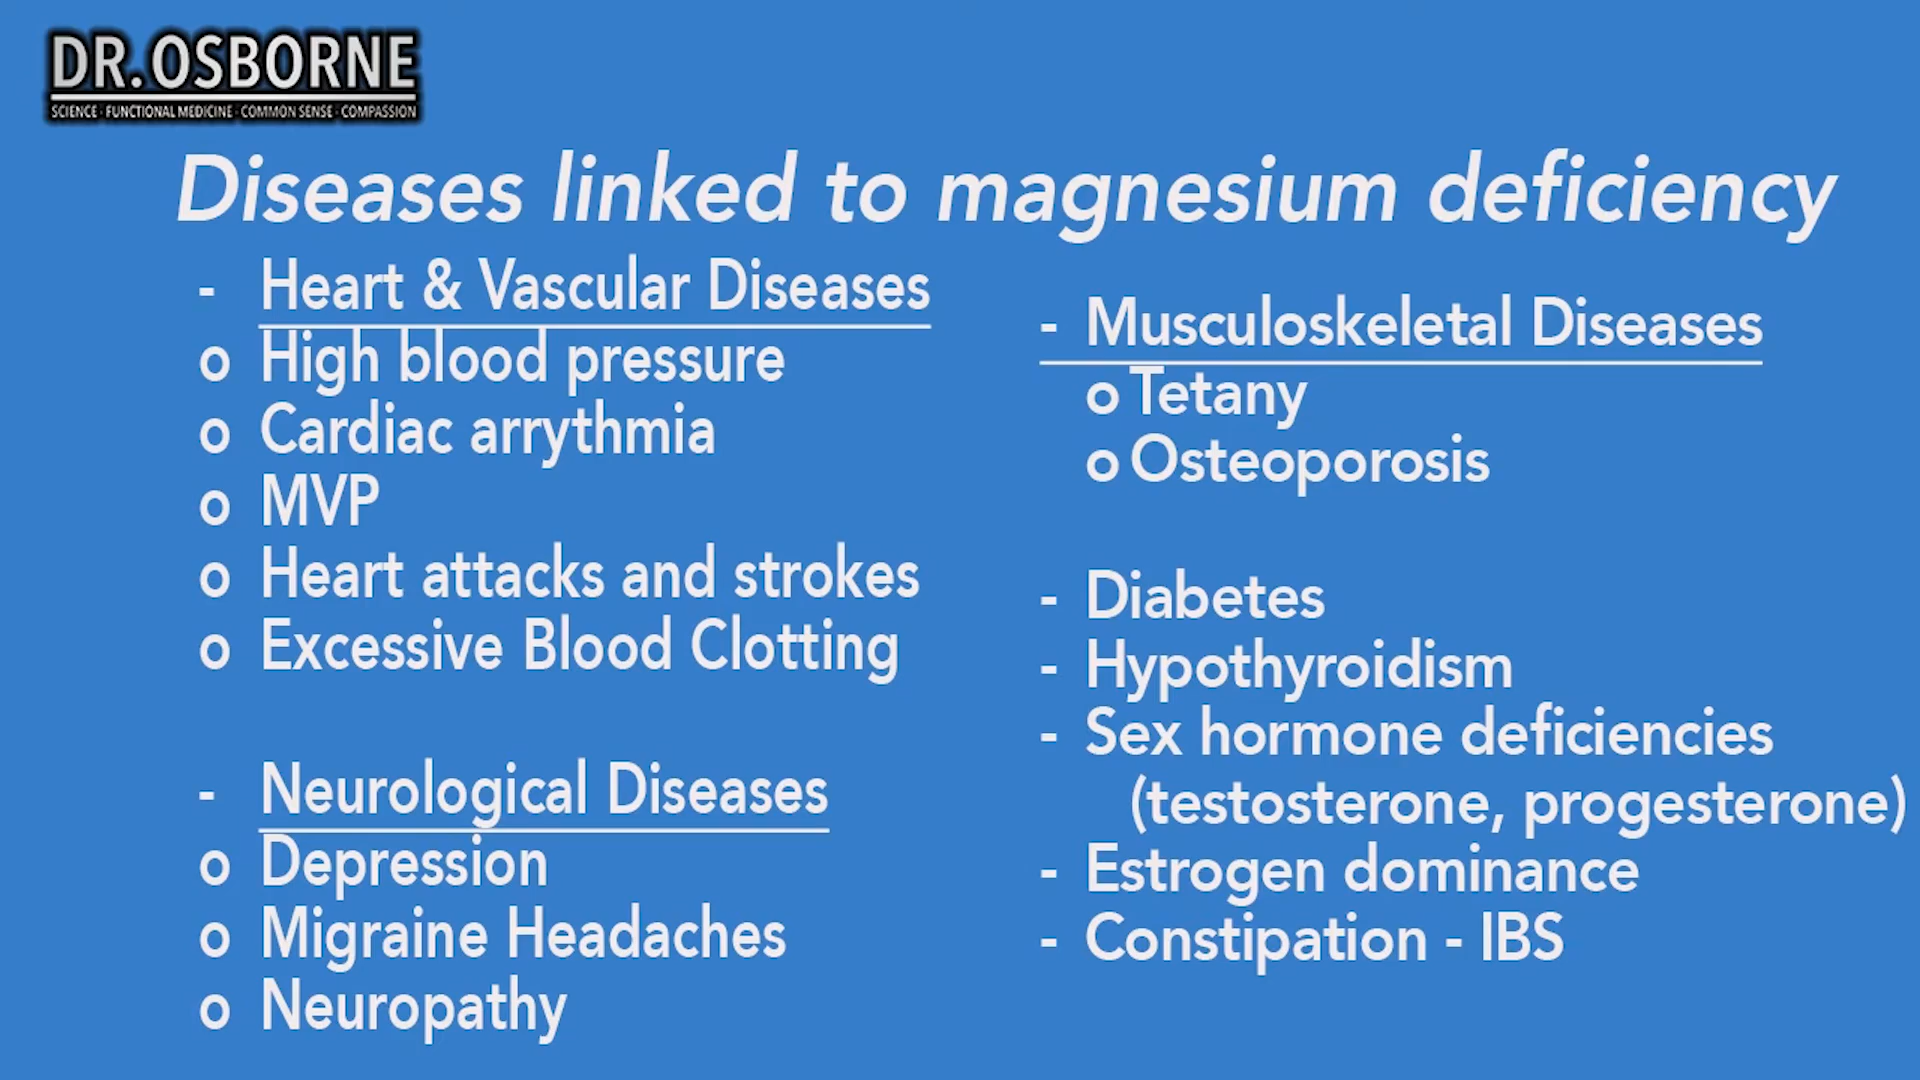 DR. OSBORNE
SCIENCE · FUNCTIONAL MEDICINE · COMMON SENSE · COMPASSION
Diseases linked to magnesium deficiency
- Heart & Vascular Diseases
o High blood pressure
o Cardiac arrythmia
o MVP
o Heart attacks and strokes
o Excessive Blood Clotting
- Neurological Diseases
o Depression
o Migraine Headaches
o Neuropathy
- Musculoskeletal Diseases
o Tetany
o Osteoporosis
- Diabetes
- Hypothyroidism
- Sex hormone deficiencies
(testosterone, progesterone)
- Estrogen dominance
- Constipation - IBS